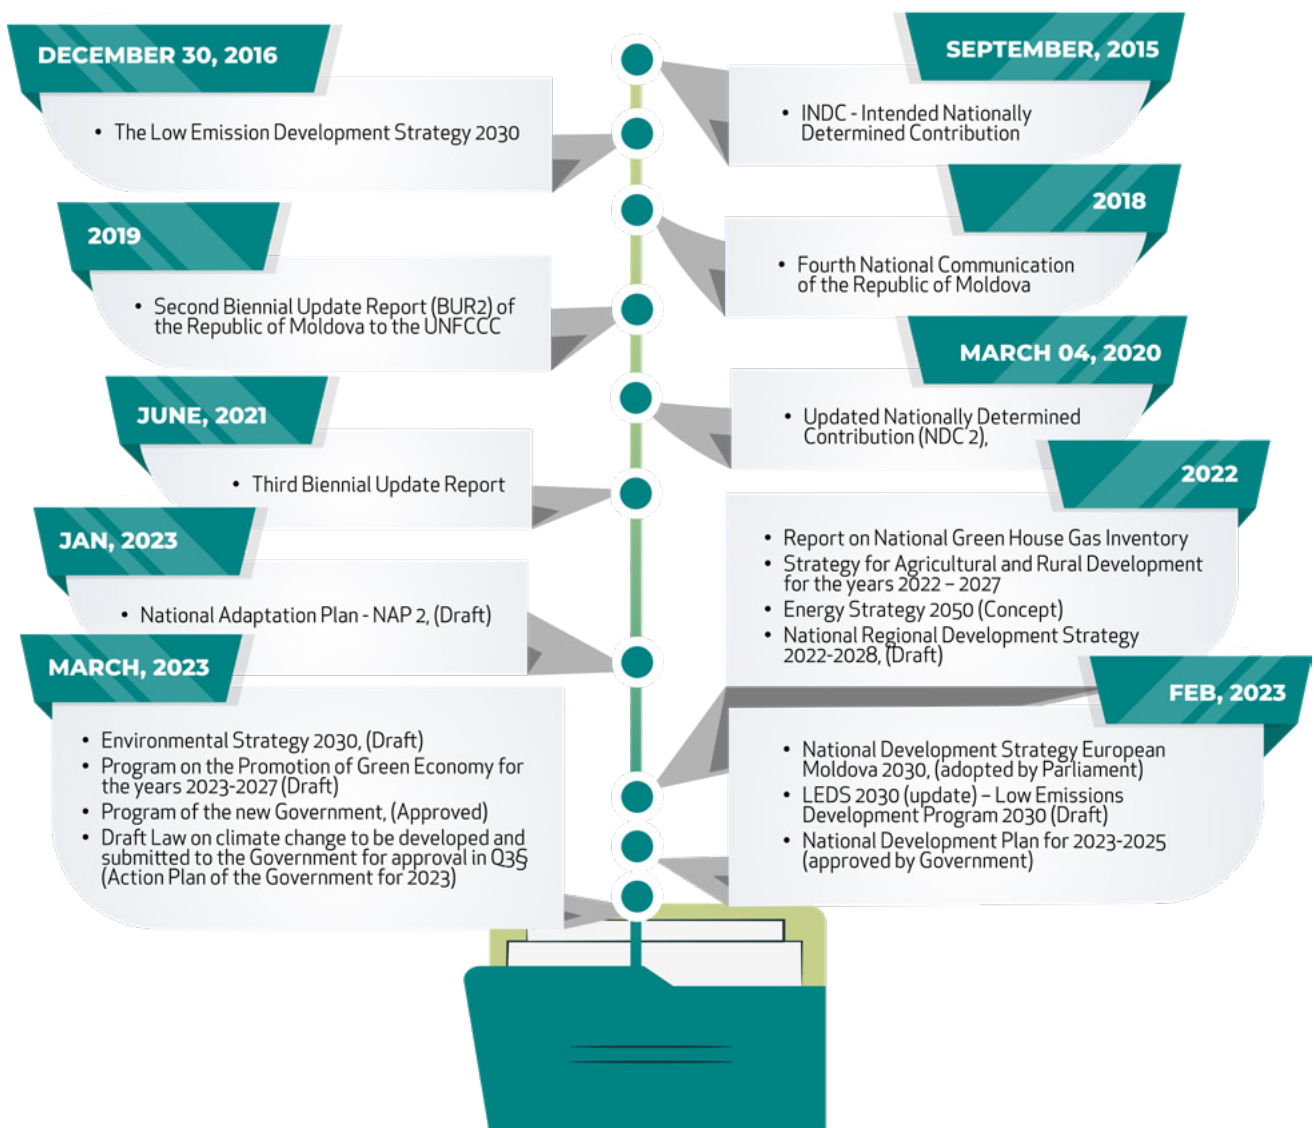 SEPTEMBER, 2015
• INDC - Intended Nationally
Determined Contribution
DECEMBER 30, 2016
• The Low Emission Development Strategy 2030
2018
• Fourth National Communication
of the Republic of Moldova
2019
• Second Biennial Update Report (BUR2) of
the Republic of Moldova to the UNFCCC
MARCH 04, 2020
• Updated Nationally Determined
Contribution (NDC 2),
JUNE, 2021
• Third Biennial Update Report
2022
• Report on National Green House Gas Inventory
• Strategy for Agricultural and Rural Development
for the years 2022 – 2027
• Energy Strategy 2050 (Concept)
• National Regional Development Strategy
2022-2028, (Draft)
JAN, 2023
• National Adaptation Plan - NAP 2, (Draft)
FEB, 2023
• National Development Strategy European
Moldova 2030, (adopted by Parliament)
• LEDS 2030 (update) – Low Emissions
Development Program 2030 (Draft)
• National Development Plan for 2023-2025
(approved by Government)
MARCH, 2023
• Environmental Strategy 2030, (Draft)
• Program on the Promotion of Green Economy for
the years 2023-2027 (Draft)
• Program of the new Government, (Approved)
• Draft Law on climate change to be developed and
submitted to the Government for approval in Q3§
(Action Plan of the Government for 2023)